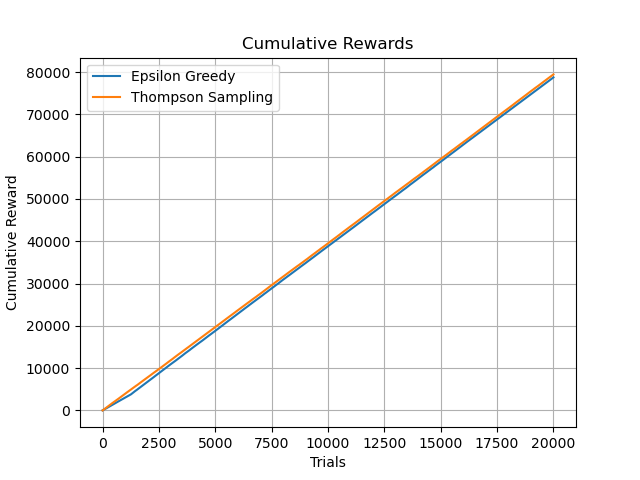 Cumulative Rewards
Epsilon Greedy
Thompson Sampling
Cumulative Reward
80000
70000
60000
50000
40000
30000
20000
10000
0
0 2500 5000 7500 10000 12500 15000 17500 20000
Trials